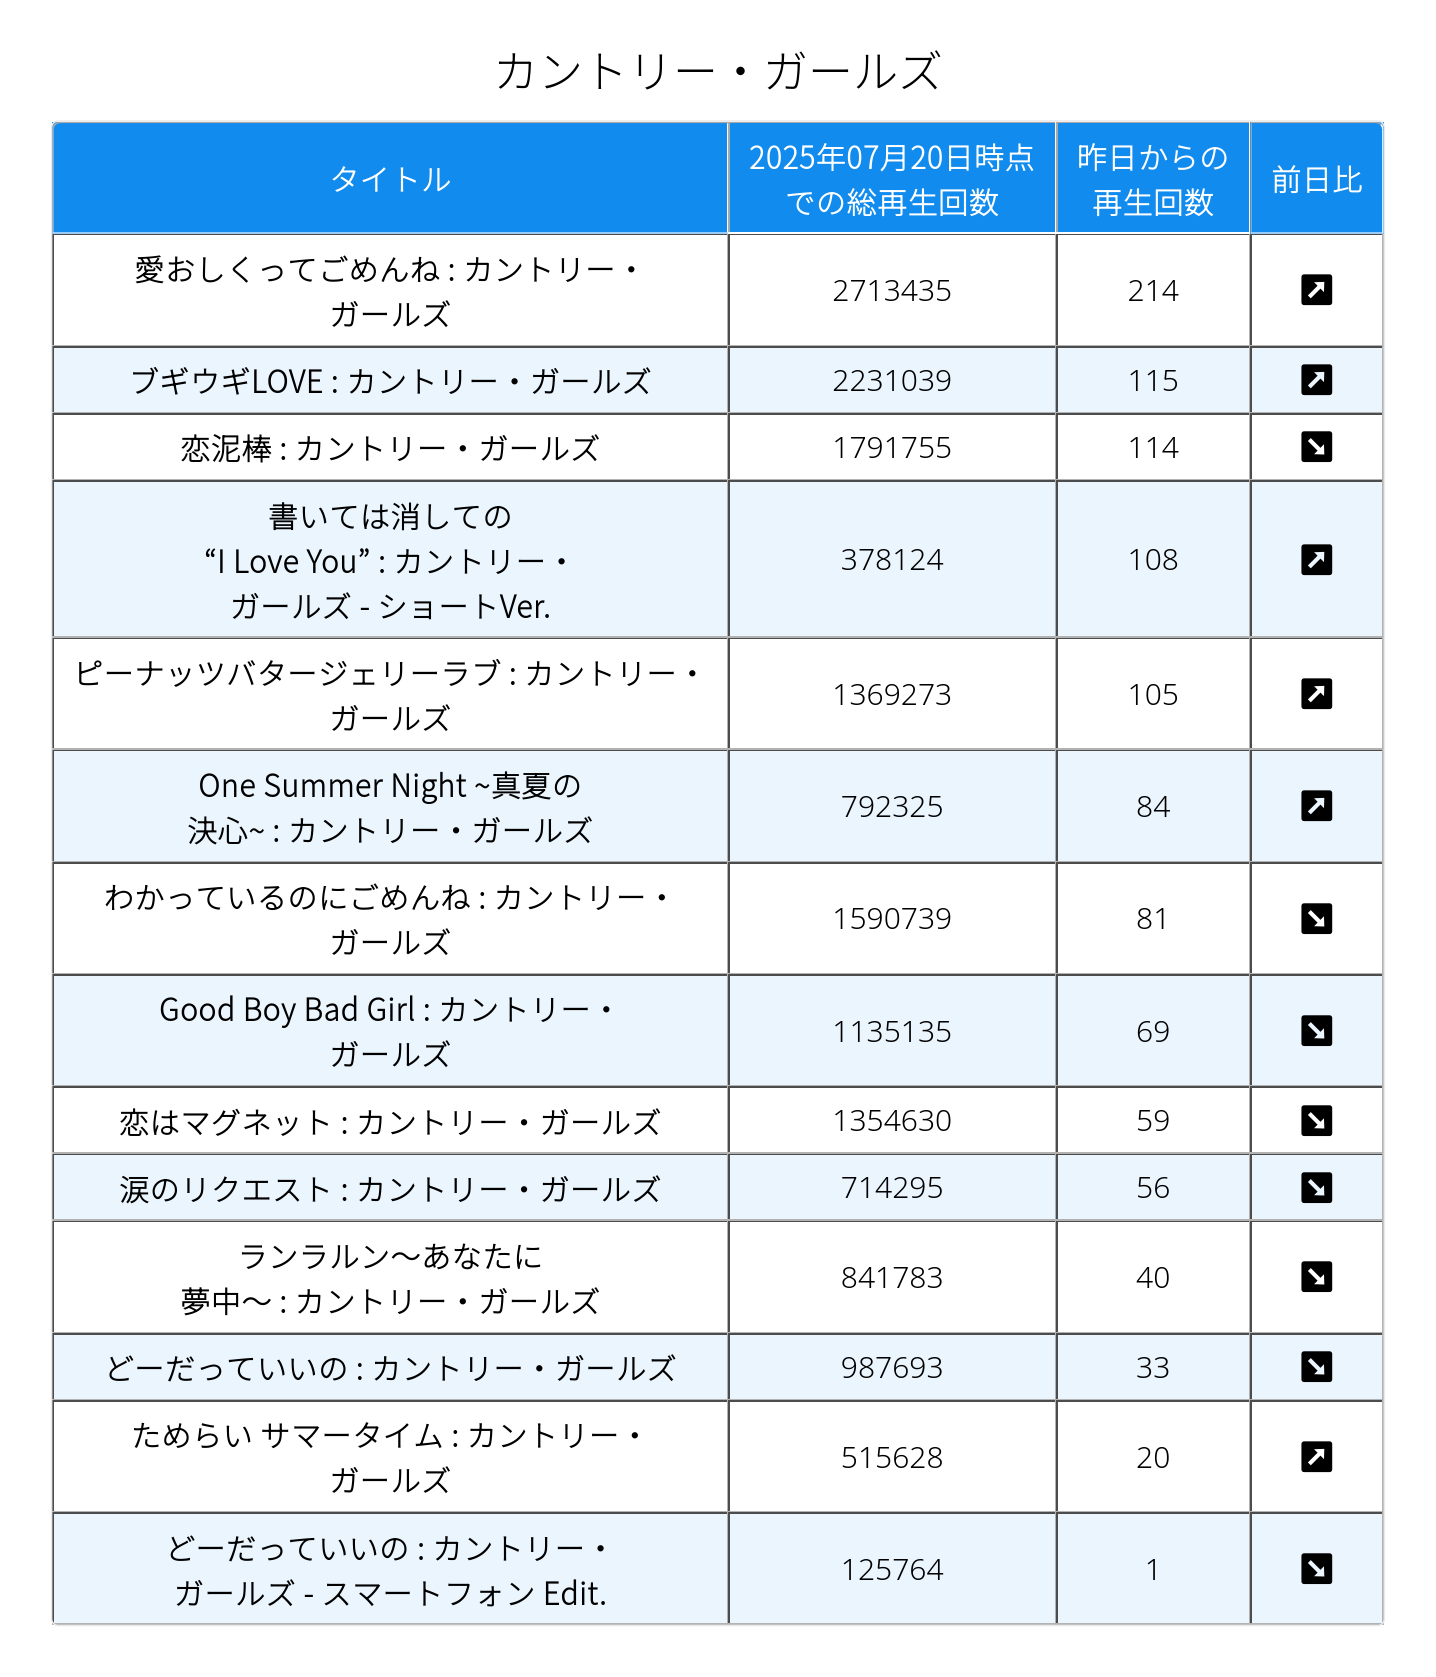 カントリー・ガールズ
タイトル
2025年07月20日時点
での総再生回数
昨日からの
再生回数
前日比
愛おしくってごめんね : カントリー・
ガールズ
2713435
214
ブギウギLOVE : カントリー・ガールズ
2231039
115
恋泥棒 : カントリー・ガールズ
1791755
114
書いては消しての
“I Love You” : カントリー・
ガールズ - ショートVer.
378124
108
ピーナッツバタージェリーラブ : カントリー・
ガールズ
1369273
105
One Summer Night ~真夏の
決心~ : カントリー・ガールズ
792325
84
わかっているのにごめんね : カントリー・
ガールズ
1590739
81
Good Boy Bad Girl : カントリー・
ガールズ
1135135
69
恋はマグネット : カントリー・ガールズ
1354630
59
涙のリクエスト : カントリー・ガールズ
714295
56
ランラルン～あなたに
夢中～ : カントリー・ガールズ
841783
40
どーだっていいの : カントリー・ガールズ
987693
33
ためらい サマータイム : カントリー・
ガールズ
515628
20
どーだっていいの : カントリー・
ガールズ - スマートフォン Edit.
125764
1